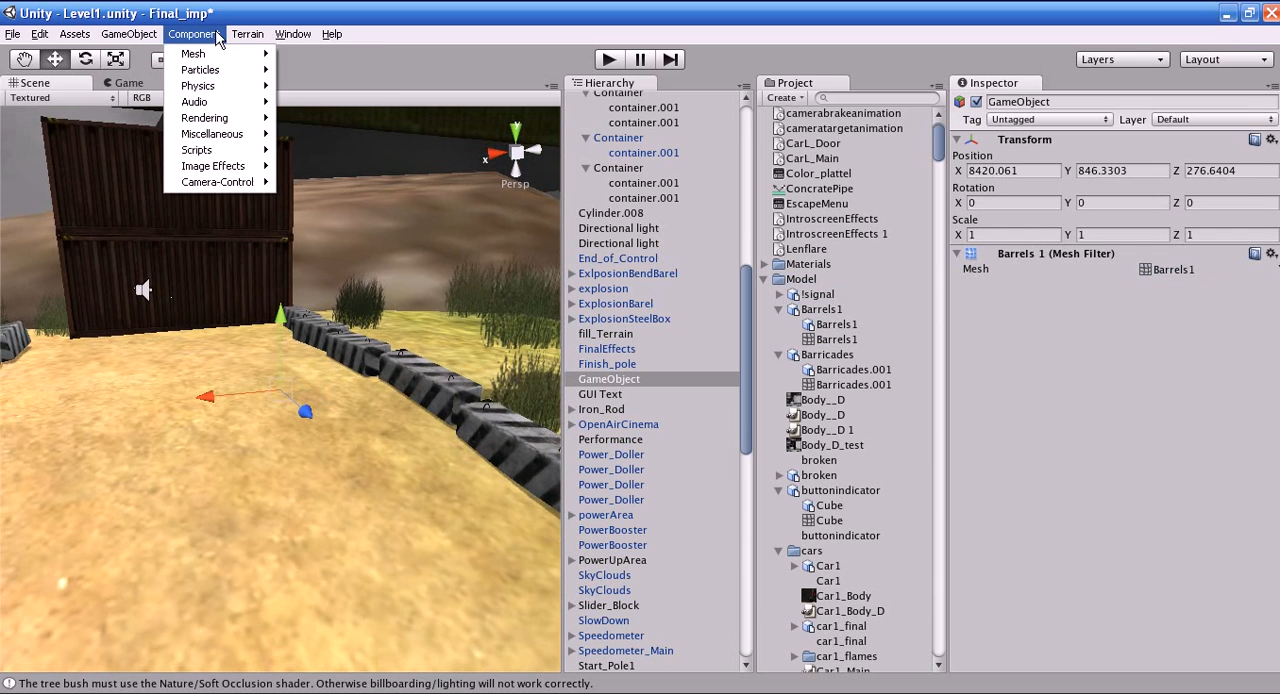 Unity - Level1.unity - Final_imp*
File Edit Assets GameObject Component Terrain Window Help
Layers Layout
Mesh
Particles
Physics
Audio
Rendering
Miscellaneous
Scripts
Image Effects
Camera-Control
Scene Game
Textured RGB
Persp
x
y
Hierarchy
Container
container.001
container.001
Container
container.001
Container
container.001
container.001
Cylinder.008
Directional light
Directional light
End_of_Control
ExlposionBendBarel
explosion
ExplosionBarel
ExplosionSteelBox
fill_Terrain
FinalEffects
Finish_pole
GameObject
GUI Text
Iron_Rod
OpenAirCinema
Performance
Power_Doller
Power_Doller
Power_Doller
Power_Doller
powerArea
PowerBooster
PowerBooster
PowerUpArea
SkyClouds
SkyClouds
Slider_Block
SlowDown
Speedometer
Speedometer_Main
Start_Pole1
Project
Create
camerabrakeanimation
cameratargetanimation
CarL_Door
CarL_Main
Color_plattel
ConcratePipe
EscapeMenu
IntroscreenEffects
IntroscreenEffects 1
Lenflare
Materials
Model
!signal
Barrels1
Barrels1
Barrels1
Barricades
Barricades.001
Barricades.001
Body__D
Body__D
Body__D 1
Body_D_test
broken
broken
buttonindicator
Cube
Cube
buttonindicator
cars
Car1
Car1
Car1_Body
Car1_Body_D
car1_final
car1_final
car1_flames
Car1_Main
Inspector
GameObject
Tag Untagged Layer Default
Transform
Position
X 8420.061 Y 846.3303 Z 276.6404
Rotation
X 0 Y 0 Z 0
Scale
X 1 Y 1 Z 1
Barrels 1 (Mesh Filter)
Mesh Barrels1
The tree bush must use the Nature/Soft Occlusion shader. Otherwise billboarding/lighting will not work correctly.